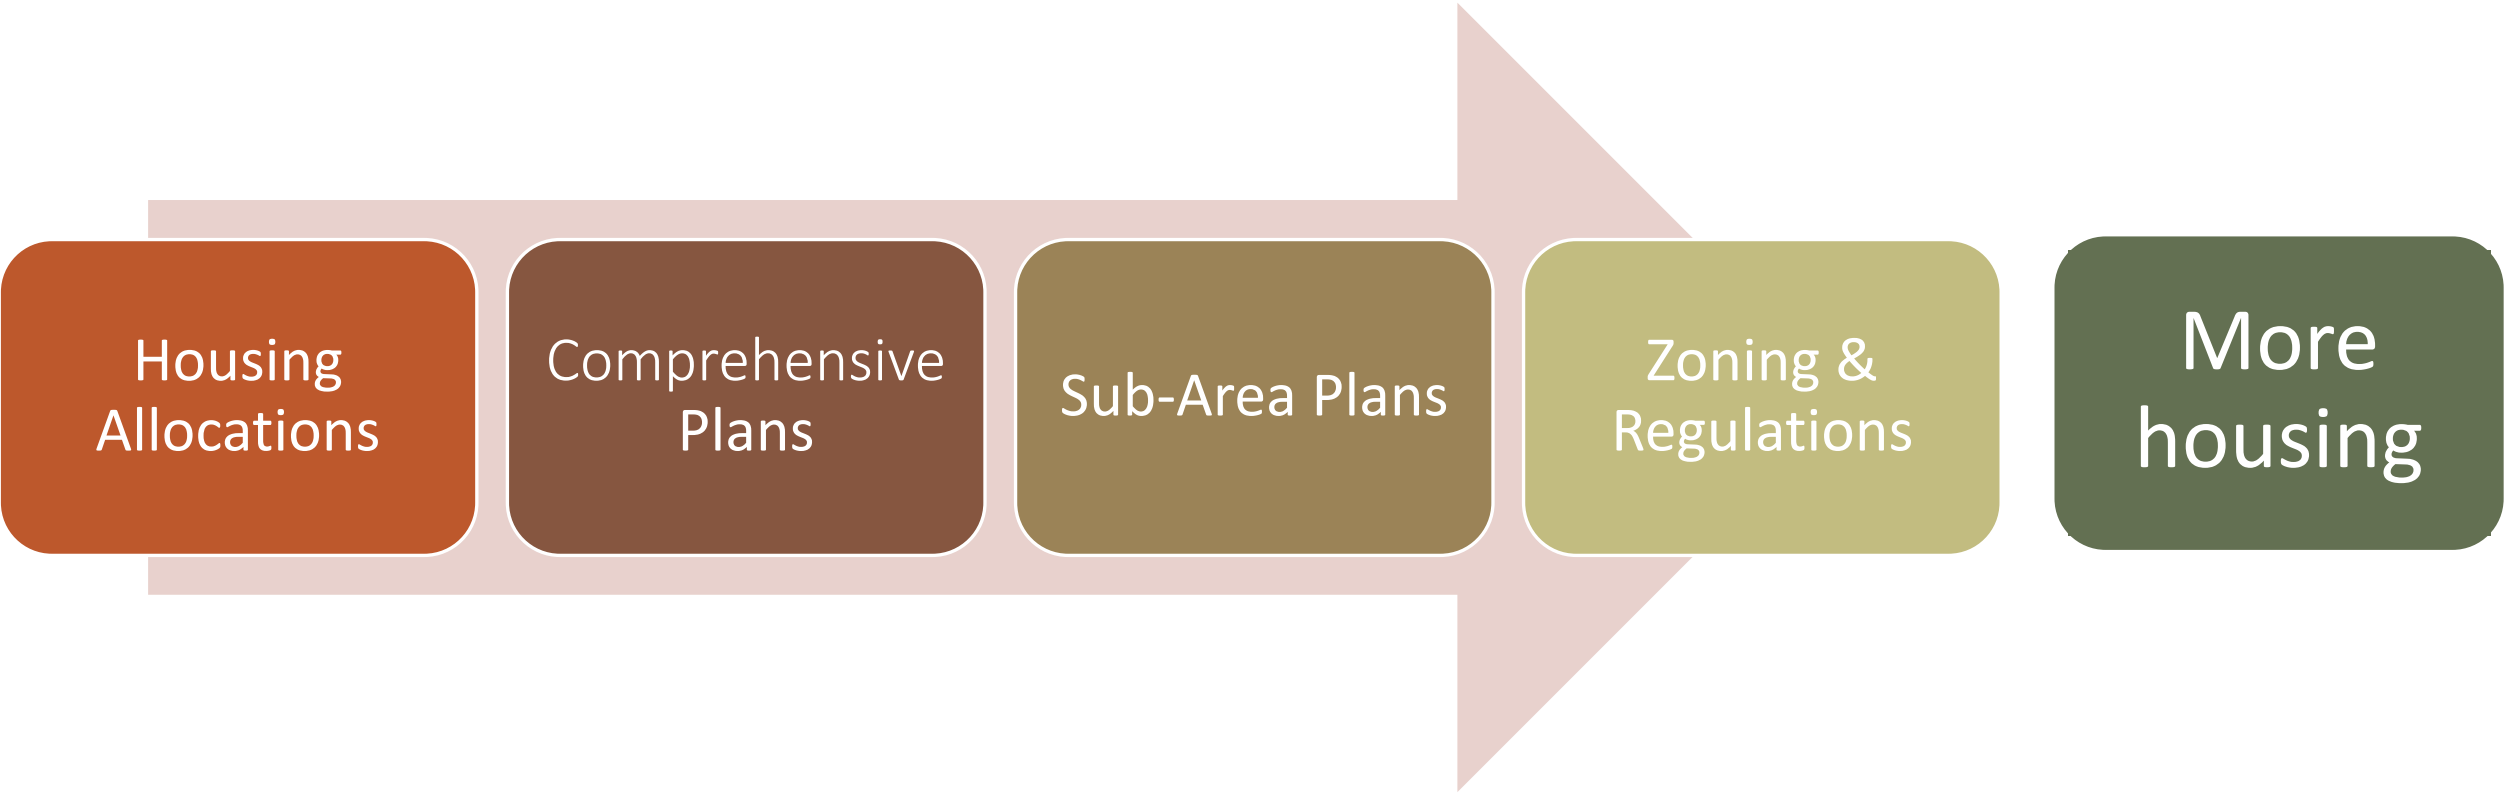 Housing
Allocations
Comprehensive
Plans
Sub-Area Plans
Zoning &
Regulations
More
housing